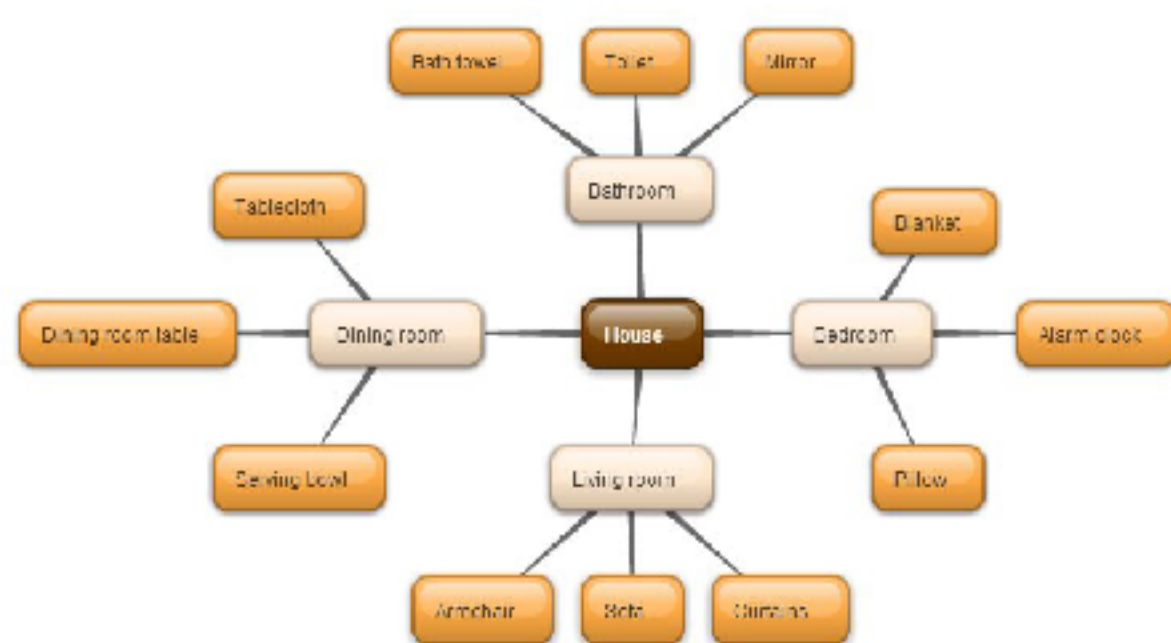 Bath towel
Toilet
Mirror
Bathroom
Tablecloth
Blanket
Dining room table
Dining room
House
Bedroom
Alarm clock
Serving bowl
Living room
Pillow
Armchair
Sofa
Curtains